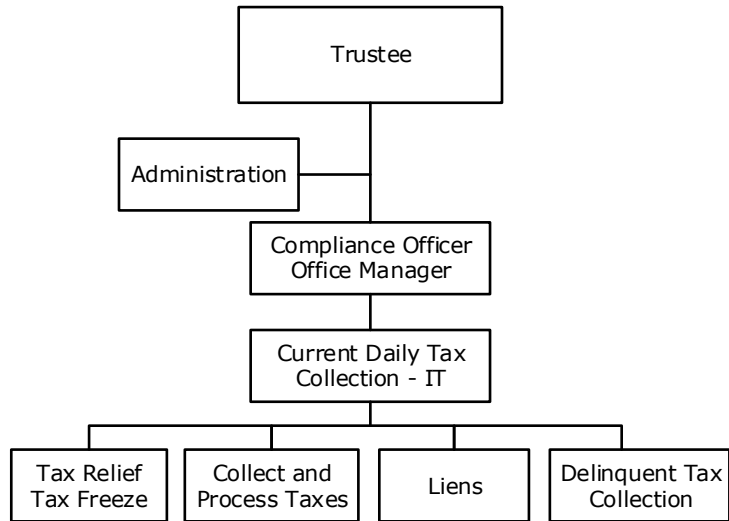 Trustee
Administration
Compliance Officer
Office Manager
Current Daily Tax
Collection - IT
Tax Relief
Tax Freeze
Collect and
Process Taxes
Liens
Delinquent Tax
Collection